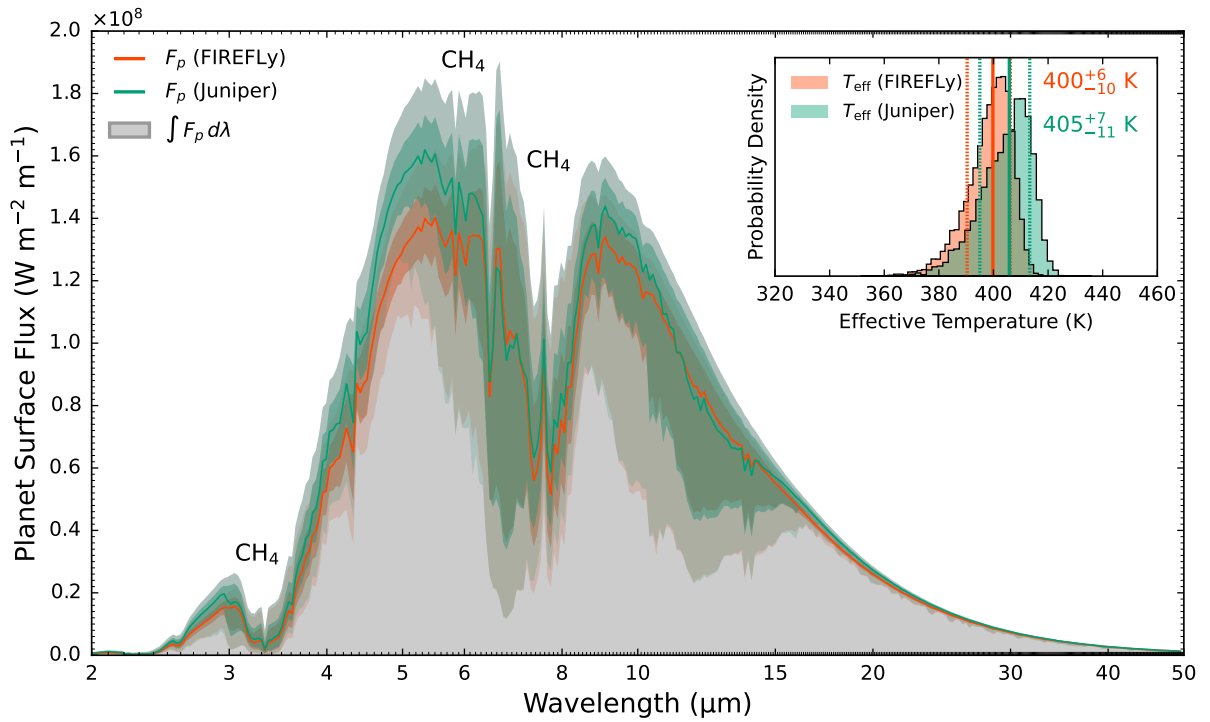 ×10⁸
2.0
1.8
1.6
1.4
1.2
1.0
0.8
0.6
0.4
0.2
0.0
Planet Surface Flux (W m⁻² m⁻¹)
Fₚ (FIREFLy)
Fₚ (Juniper)
∫ Fₚ dλ
CH₄
CH₄
CH₄
T_eff (FIREFLy)
T_eff (Juniper)
400⁺⁶₋₁₀ K
405⁺⁷₋₁₁ K
Probability Density
320 340 360 380 400 420 440 460
Effective Temperature (K)
2 3 4 5 6 8 10 15 20 30 40 50
Wavelength (μm)